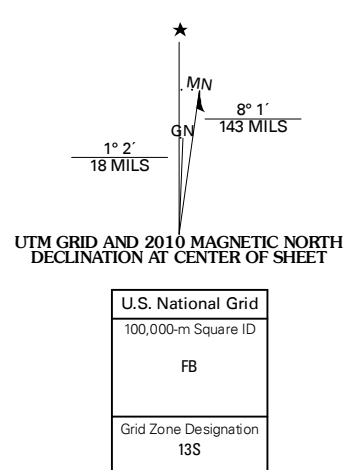 ★
MN
8° 1´
143 MILS
GN
1° 2´
18 MILS
UTM GRID AND 2010 MAGNETIC NORTH
DECLINATION AT CENTER OF SHEET
U.S. National Grid
100,000-m Square ID
FB
Grid Zone Designation
13S